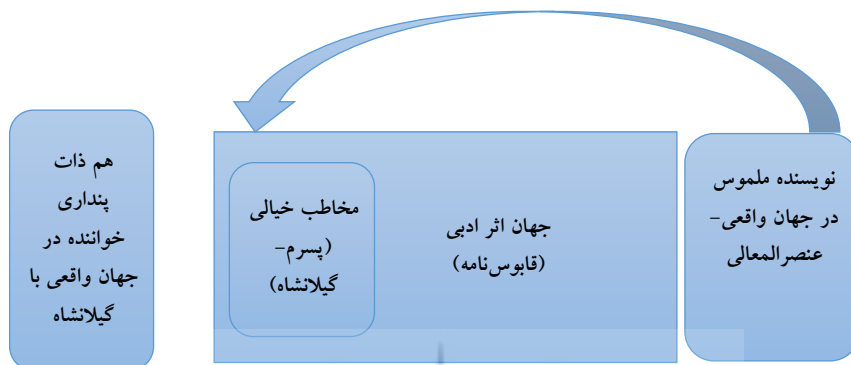 نویسنده ملموس
در جهان واقعی-
عنصرالمعالی
جهان اثر ادبی
(قابوس‌نامه)
مخاطب خیالی
(پسرم-
گیلانشاه)
هم ذات
پنداری
خواننده در
جهان واقعی با
گیلانشاه